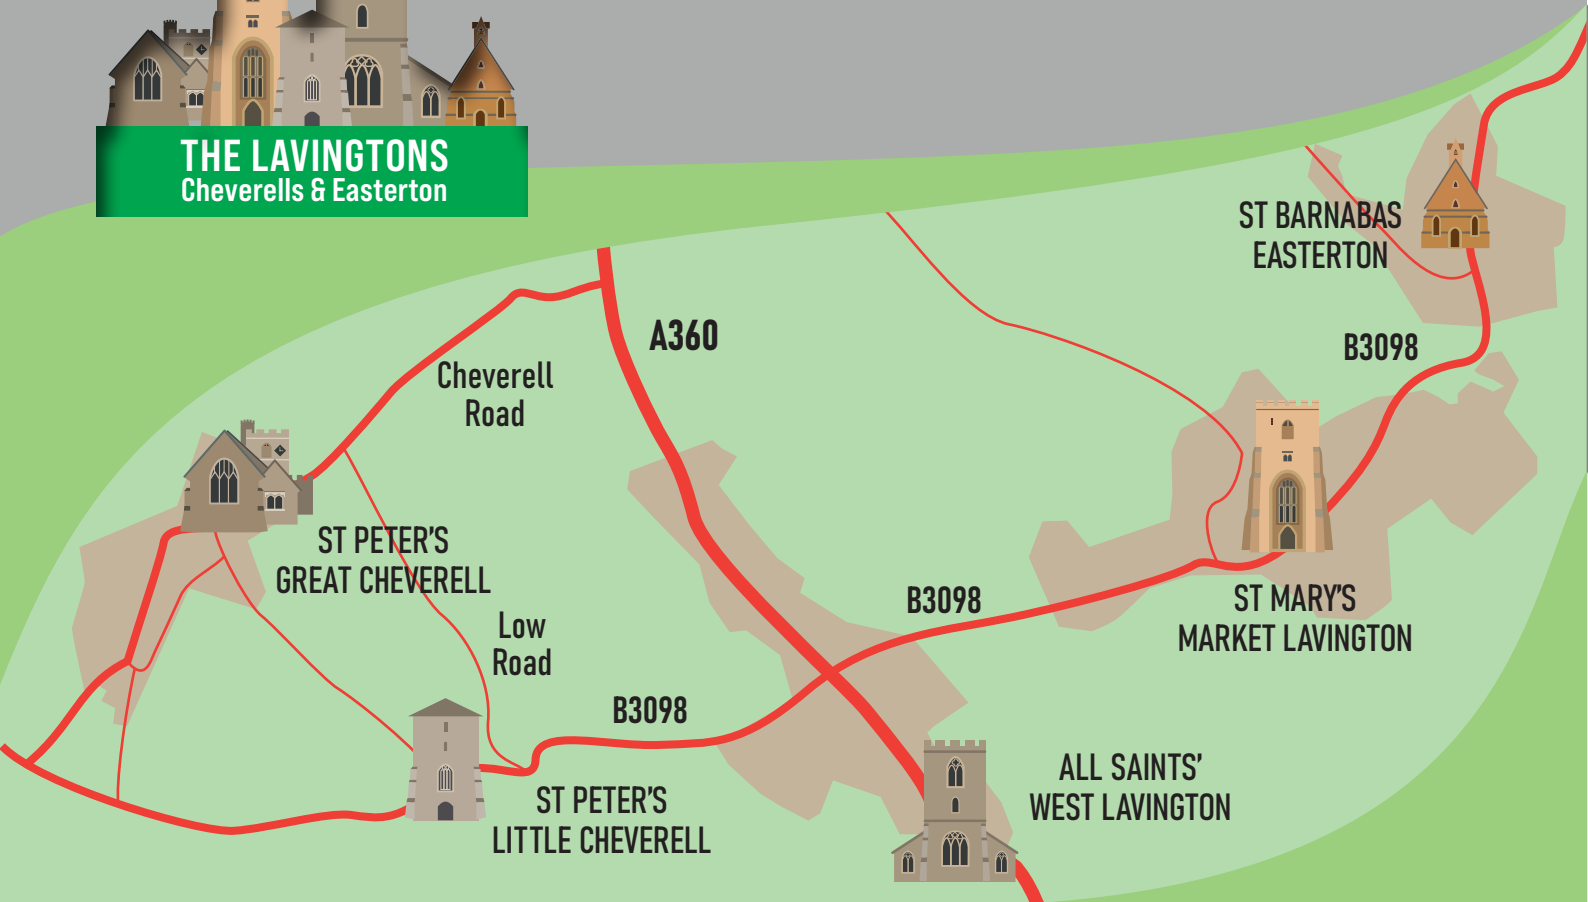 THE LAVINGTONS
Cheverells & Easterton
ST BARNABAS
EASTERTON
A360
B3098
Cheverell
Road
ST PETER'S
GREAT CHEVERELL
B3098
ST MARY'S
MARKET LAVINGTON
Low
Road
B3098
ALL SAINTS'
WEST LAVINGTON
ST PETER'S
LITTLE CHEVERELL